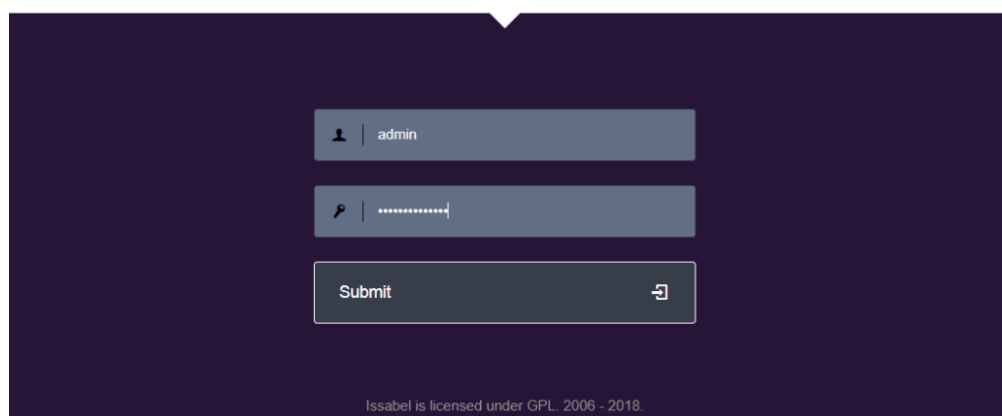 admin
••••••••••••••
Submit
Issabel is licensed under GPL. 2006 - 2018.